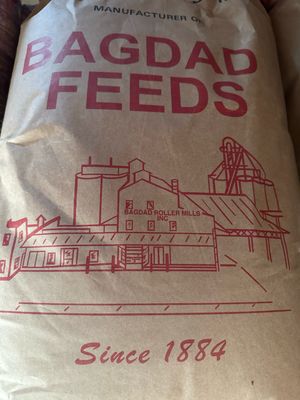 MANUFACTURER OF
BAGDAD
FEEDS
BAGDAD ROLLER MILLS
INC
Since 1884